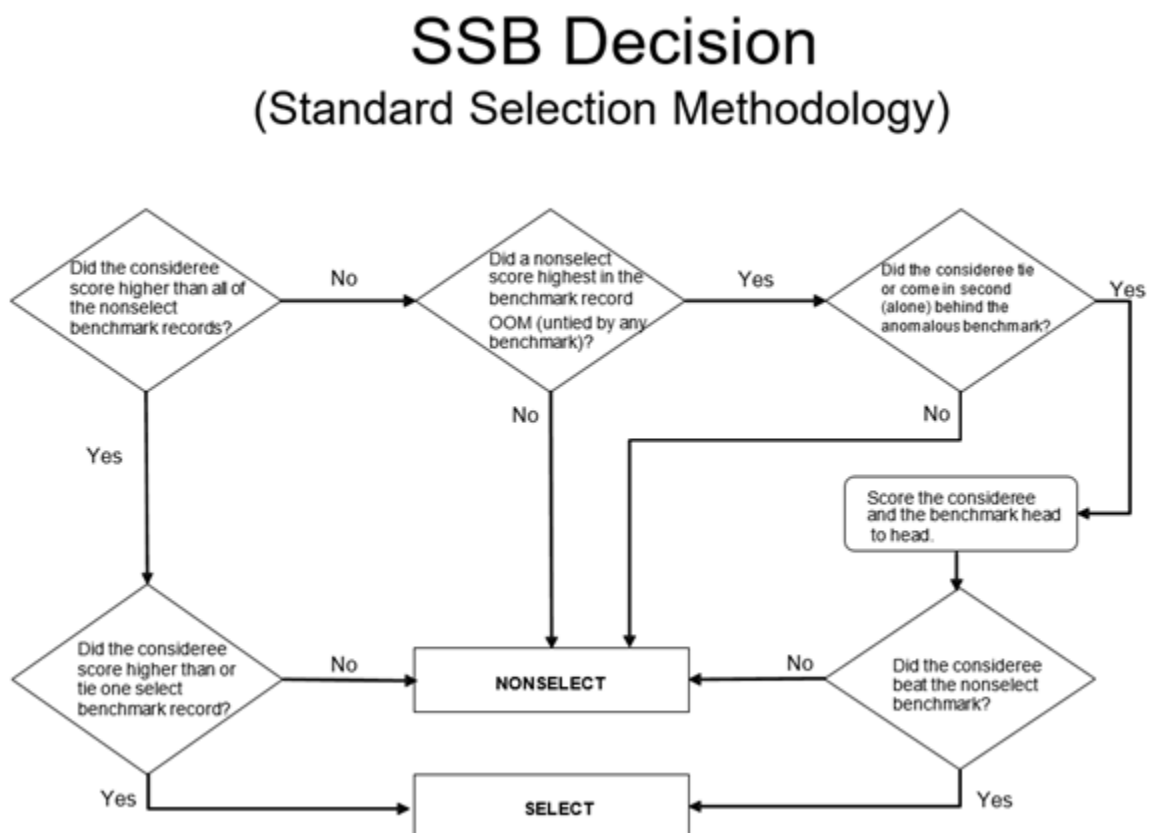 SSB Decision
(Standard Selection Methodology)
Did the consideree
score higher than all of
the nonselect
benchmark records?
No
Did a nonselect
score highest in the
benchmark record
OOM (untied by any
benchmark)?
Yes
Did the consideree tie
or come in second
(alone) behind the
anomalous benchmark?
Yes
No
No
Yes
Score the consideree
and the benchmark head
to head.
Did the consideree
score higher than or
tie one select
benchmark record?
No
NONSELECT
No
Did the consideree
beat the nonselect
benchmark?
Yes
SELECT
Yes